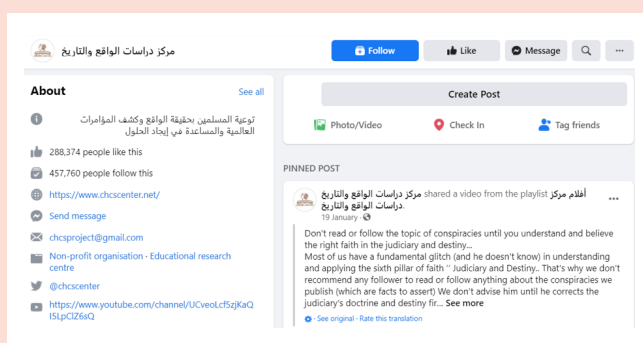 مركز دراسات الواقع والتاريخ
Follow
Like
Message
About
See all
توعية المسلمين بحقيقة الواقع وكشف المؤامرات
العالمية والمساعدة في إيجاد الحلول
288,374 people like this
457,760 people follow this
https://www.chcscenter.net/
Send message
chcsproject@gmail.com
Non-profit organisation · Educational research
centre
@chcscenter
https://www.youtube.com/channel/UCveoLcf5zjKaQ
I5LpClZ6sQ
Create Post
Photo/Video
Check In
Tag friends
PINNED POST
مركز دراسات الواقع والتاريخ shared a video from the playlist أفلام مركز
دراسات الواقع والتاريخ.
19 January ·
Don't read or follow the topic of conspiracies until you understand and believe
the right faith in the judiciary and destiny...
Most of us have a fundamental glitch (and he doesn't know) in understanding
and applying the sixth pillar of faith '' Judiciary and Destiny.. That's why we don't
recommend any follower to read or follow anything about the conspiracies we
publish (which are facts to assert) We don't advise him until he corrects the
judiciary's doctrine and destiny fir... See more
· See original · Rate this translation